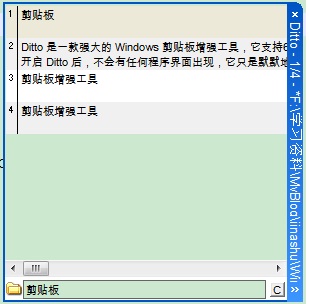 1 剪贴板
2 Ditto 是一款强大的 Windows 剪贴板增强工具，它支持6
开启 Ditto 后，不会有任何程序界面出现，它只是默默地
3 剪贴板增强工具
4 剪贴板增强工具
剪贴板
C
Ditto - 1/4 - *F:\学习资料\MyBlog\jinashu\Wi